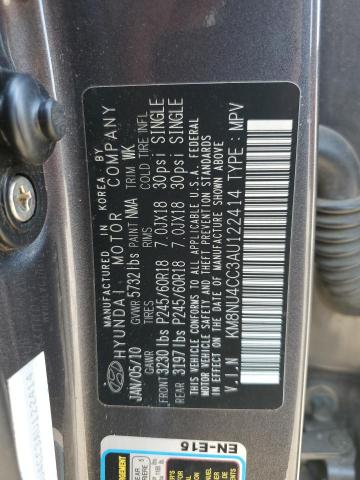 MADE IN KOREA BY
HYUNDAI MOTOR COMPANY
JAN/05/10 GVWR 5732lbs PAINT NMA TRIM WK
GAWR TIRES RIMS COLD TIRE INFL.
FRONT 3230lbs P245/60R18 7.0JX18 30psi SINGLE
REAR 3197lbs P245/60R18 7.0JX18 30psi SINGLE
THIS VEHICLE CONFORMS TO ALL APPLICABLE U.S.A. FEDERAL
MOTOR VEHICLE SAFETY AND THEFT PREVENTION STANDARDS
IN EFFECT ON THE DATE OF MANUFACTURE SHOWN ABOVE.
V.I.N KM8NU4CC3AU122414 TYPE: MPV
EN-E16